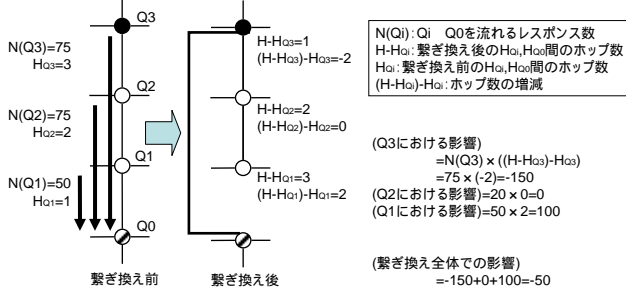 Q3
N(Q3)=75
HQ3=3
Q2
N(Q2)=75
HQ2=2
Q1
N(Q1)=50
HQ1=1
Q0
繋ぎ換え前
H-HQ3=1
(H-HQ3)-HQ3=-2
H-HQ2=2
(H-HQ2)-HQ2=0
H-HQ1=3
(H-HQ1)-HQ1=2
繋ぎ換え後
N(Qi):Qi Q0を流れるレスポンス数
H-HQi:繋ぎ換え後のHQi,HQ0間のホップ数
HQi:繋ぎ換え前のHQi,HQ0間のホップ数
(H-HQi)-HQi:ホップ数の増減
(Q3における影響)
=N(Q3)×((H-HQ3)-HQ3)
=75×(-2)=-150
(Q2における影響)=20×0=0
(Q1における影響)=50×2=100
(繋ぎ換え全体での影響)
=-150+0+100=-50